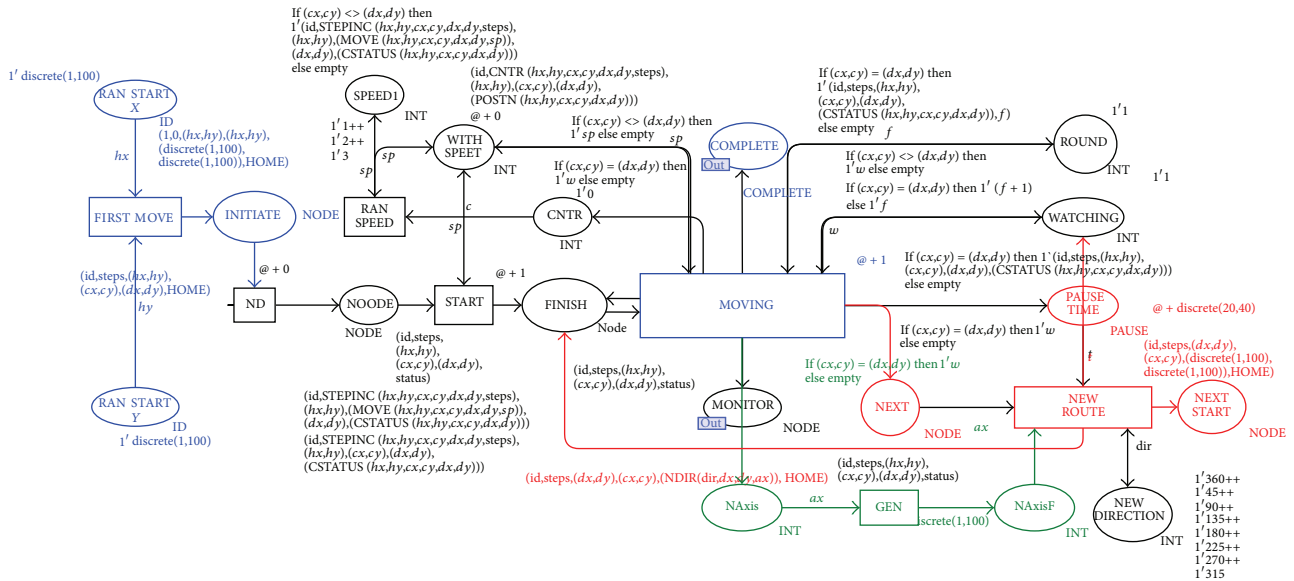 If (cx,cy) <> (dx,dy) then
1′(id,STEPINC (hx,hy,cx,cy,dx,dy,steps),
(hx,hy),(MOVE (hx,hy,cx,cy,dx,dy,sp)),
(dx,dy),(CSTATUS (hx,hy,cx,cy,dx,dy)))
else empty
1′ discrete(1,100)
RAN START
X
ID
(1,0,(hx,hy),(hx,hy),
(discrete(1,100),
discrete(1,100)),HOME)
hx
FIRST MOVE
INITIATE
NODE
(id,steps,(hx,hy),
(cx,cy),(dx,dy),HOME)
hy
RAN START
Y
ID
1′ discrete(1,100)
@ + 0
ND
NOODE
NODE
SPEED1
INT
1′1++
1′2++
1′3
sp
sp
RAN
SPEED
(id,CNTR (hx,hy,cx,cy,dx,dy,steps),
(hx,hy),(cx,cy),(dx,dy),
(POSTN (hx,hy,cx,cy,dx,dy)))
@ + 0
WITH
SPEET
INT
If (cx,cy) <> (dx,dy) then
1′ sp else empty
sp
If (cx,cy) = (dx,dy) then
1′w else empty
1′0
CNTR
INT
c
sp
START
@ + 1
FINISH
Node
(id,steps,
(hx,hy),
(cx,cy),(dx,dy),
status)
(id,STEPINC (hx,hy,cx,cy,dx,dy,steps),
(hx,hy),(MOVE (hx,hy,cx,cy,dx,dy,sp)),
(dx,dy),(CSTATUS (hx,hy,cx,cy,dx,dy)))
(id,STEPINC (hx,hy,cx,cy,dx,dy,steps),
(hx,hy),(cx,cy),(dx,dy),
(CSTATUS (hx,hy,cx,cy,dx,dy)))
COMPLETE
Out
COMPLETE
MOVING
@ + 1
If (cx,cy) = (dx,dy) then
1′ (id,steps,(hx,hy),
(cx,cy),(dx,dy),
(CSTATUS (hx,hy,cx,cy,dx,dy)),f)
else empty
f
ROUND
1′1
INT
1′1
If (cx,cy) <> (dx,dy) then
1′w else empty
If (cx,cy) = (dx,dy) then 1′ (f + 1)
else 1′f
w
WATCHING
INT
If (cx,cy) = (dx,dy) then 1`(id,steps,(hx,hy),
(cx,cy),(dx,dy),(CSTATUS (hx,hy,cx,cy,dx,dy)))
else empty
PAUSE
TIME
@ + discrete(20,40)
PAUSE
If (cx,cy) = (dx,dy) then 1′w
else empty
(id,steps,(dx,dy),
(cx,cy),(discrete(1,100),
discrete(1,100)),HOME)
(id,steps,(hx,hy),
(cx,cy),(dx,dy),status)
If (cx,cy) = (dx,dy) then 1′w
else empty
MONITOR
Out
NODE
NEXT
NODE
ax
NEW
ROUTE
NEXT
START
NODE
dir
(id,steps,(dx,dy),(cx,cy),(NDIR(dir,dx,dy,ax)), HOME)
(id,steps,(hx,hy),
(cx,cy),(dx,dy),status)
NAxis
INT
ax
GEN
iscrete(1,100)
NAxisF
INT
NEW
DIRECTION
INT
1′360++
1′45++
1′90++
1′135++
1′180++
1′225++
1′270++
1′315